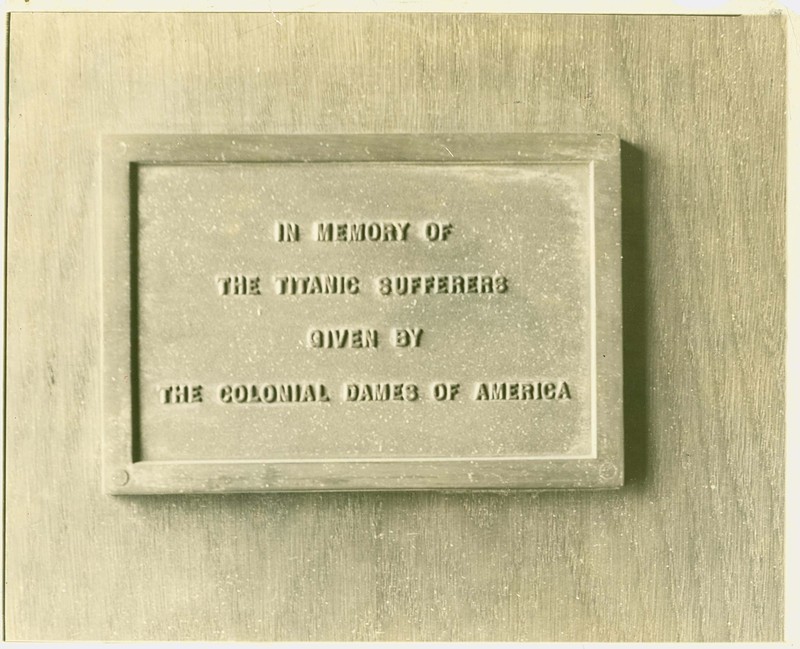 IN MEMORY OF
THE TITANIC SUFFERERS
GIVEN BY
THE COLONIAL DAMES OF AMERICA